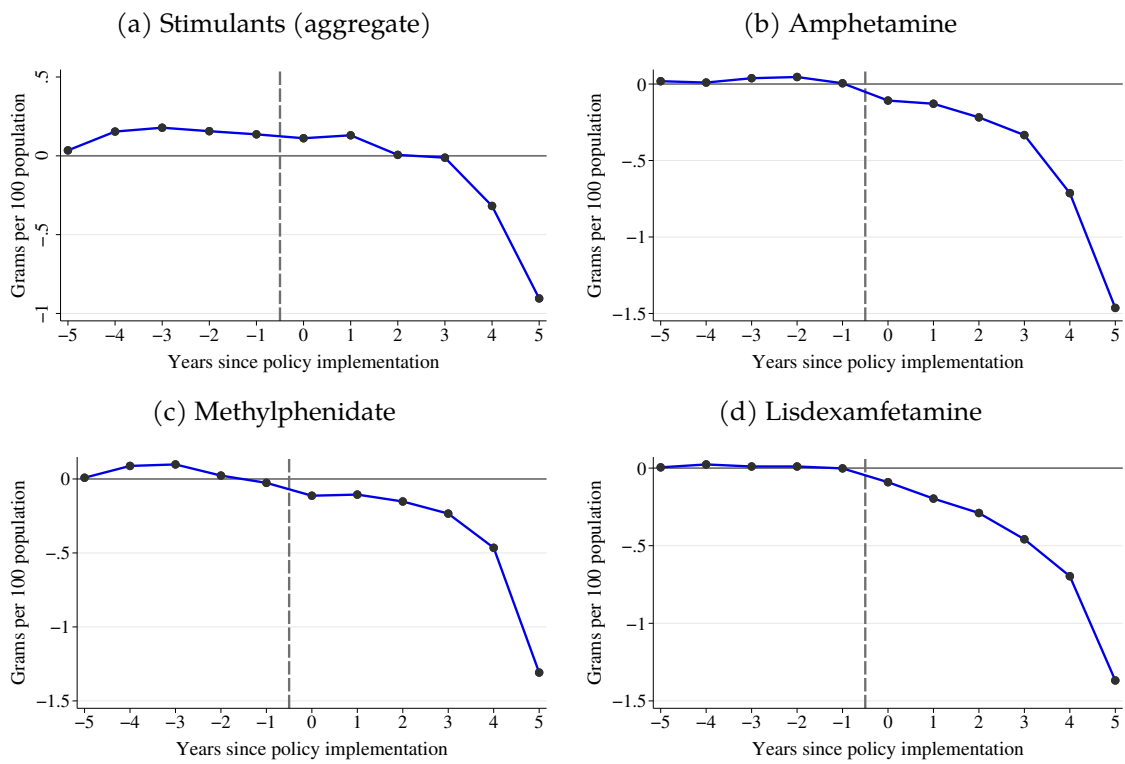 (a) Stimulants (aggregate)
Grams per 100 population
.5
0
−.5
−1
−5 −4 −3 −2 −1 0 1 2 3 4 5
Years since policy implementation
(b) Amphetamine
Grams per 100 population
0
−.5
−1
−1.5
−5 −4 −3 −2 −1 0 1 2 3 4 5
Years since policy implementation
(c) Methylphenidate
Grams per 100 population
0
−.5
−1
−1.5
−5 −4 −3 −2 −1 0 1 2 3 4 5
Years since policy implementation
(d) Lisdexamfetamine
Grams per 100 population
0
−.5
−1
−1.5
−5 −4 −3 −2 −1 0 1 2 3 4 5
Years since policy implementation